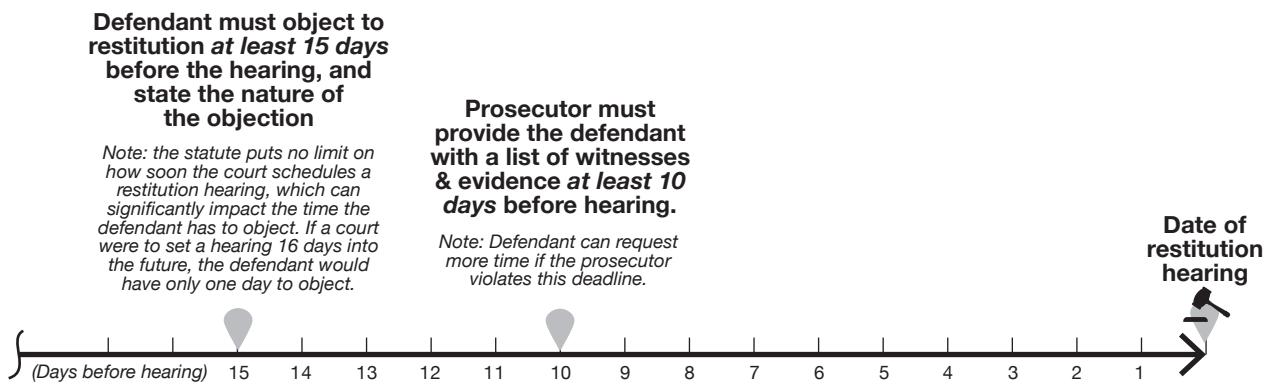 Defendant must object to
restitution at least 15 days
before the hearing, and
state the nature of
the objection
Note: the statute puts no limit on
how soon the court schedules a
restitution hearing, which can
significantly impact the time the
defendant has to object. If a court
were to set a hearing 16 days into
the future, the defendant would
have only one day to object.
Prosecutor must
provide the defendant
with a list of witnesses
& evidence at least 10
days before hearing.
Note: Defendant can request
more time if the prosecutor
violates this deadline.
Date of
restitution
hearing
(Days before hearing) 15 14 13 12 11 10 9 8 7 6 5 4 3 2 1